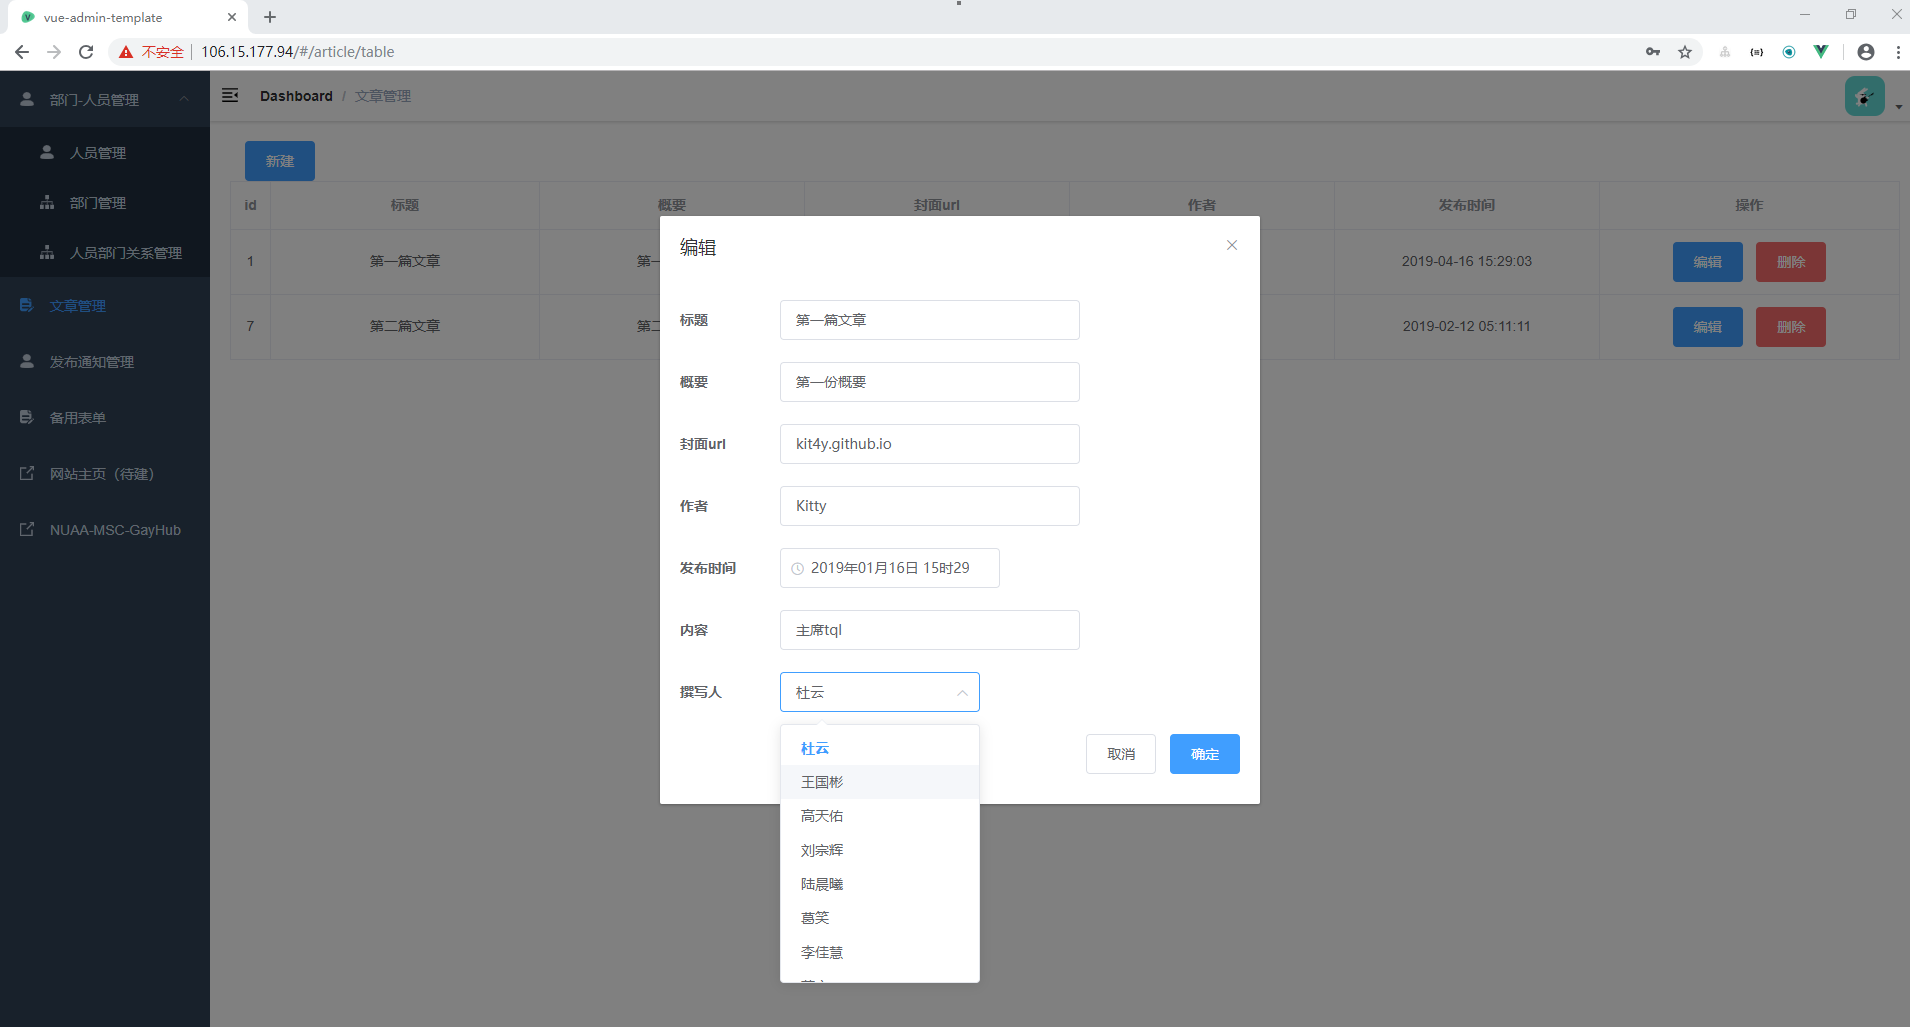 vue-admin-template
不安全 106.15.177.94/#/article/table
部门-人员管理
人员管理
部门管理
人员部门关系管理
文章管理
发布通知管理
备用表单
网站主页（待建）
NUAA-MSC-GayHub
Dashboard / 文章管理
新建
id 标题 概要 封面url 作者 发布时间 操作
1 第一篇文章 第一 2019-04-16 15:29:03 编辑 删除
7 第二篇文章 第二 2019-02-12 05:11:11 编辑 删除
编辑
标题 第一篇文章
概要 第一份概要
封面url kit4y.github.io
作者 Kitty
发布时间 2019年01月16日 15时29
内容 主席tql
撰写人 杜云
杜云
王国彬
高天佑
刘宗辉
陆晨曦
葛笑
李佳慧
取消 确定